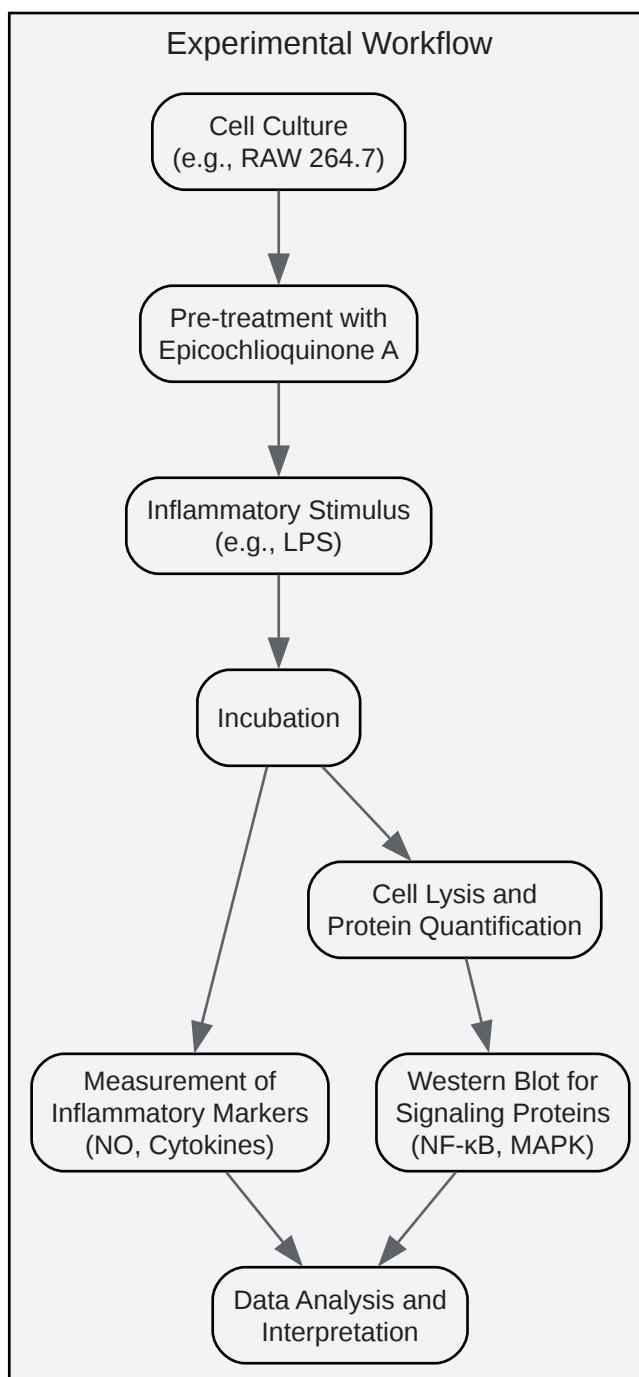 Experimental Workflow
Cell Culture
(e.g., RAW 264.7)
Pre-treatment with
Epicochlioquinone A
Inflammatory Stimulus
(e.g., LPS)
Incubation
Cell Lysis and
Protein Quantification
Measurement of
Inflammatory Markers
(NO, Cytokines)
Western Blot for
Signaling Proteins
(NF-κB, MAPK)
Data Analysis and
Interpretation